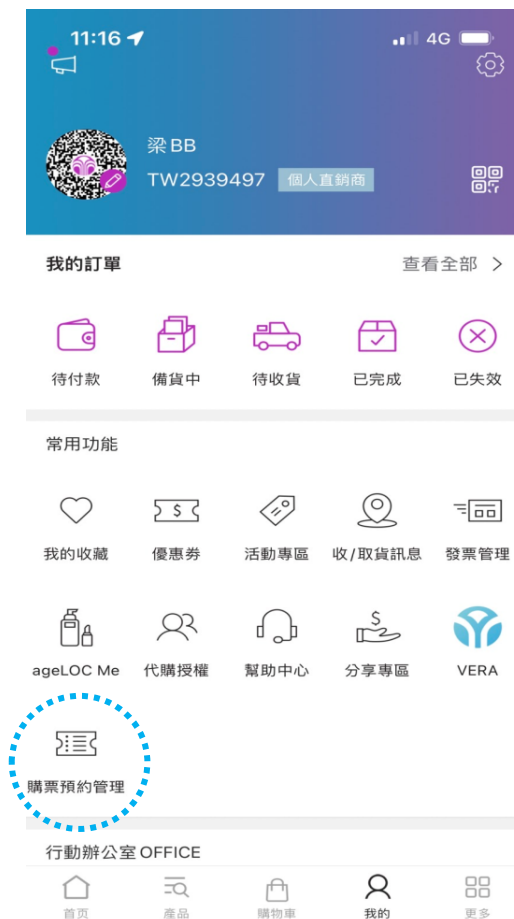 11:16
4G
梁 BB
TW2939497 個人直銷商
我的訂單 查看全部 >
待付款 備貨中 待收貨 已完成 已失效
常用功能
$
我的收藏 優惠券 活動專區 收/取貨訊息 發票管理
$
ageLOC Me 代購授權 幫助中心 分享專區 VERA
購票預約管理
行動辦公室 OFFICE
首页 產品 購物車 我的 更多